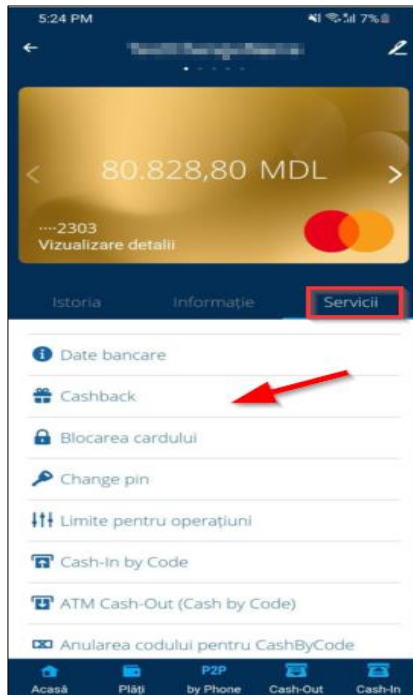 5:24 PM 7%
80.828,80 MDL
····2303
Vizualizare detalii
Istoria Informație Servicii
Date bancare
Cashback
Blocarea cardului
Change pin
Limite pentru operațiuni
Cash-In by Code
ATM Cash-Out (Cash by Code)
Anularea codului pentru CashByCode
P2P
Acasă Plăți by Phone Cash-Out Cash-In